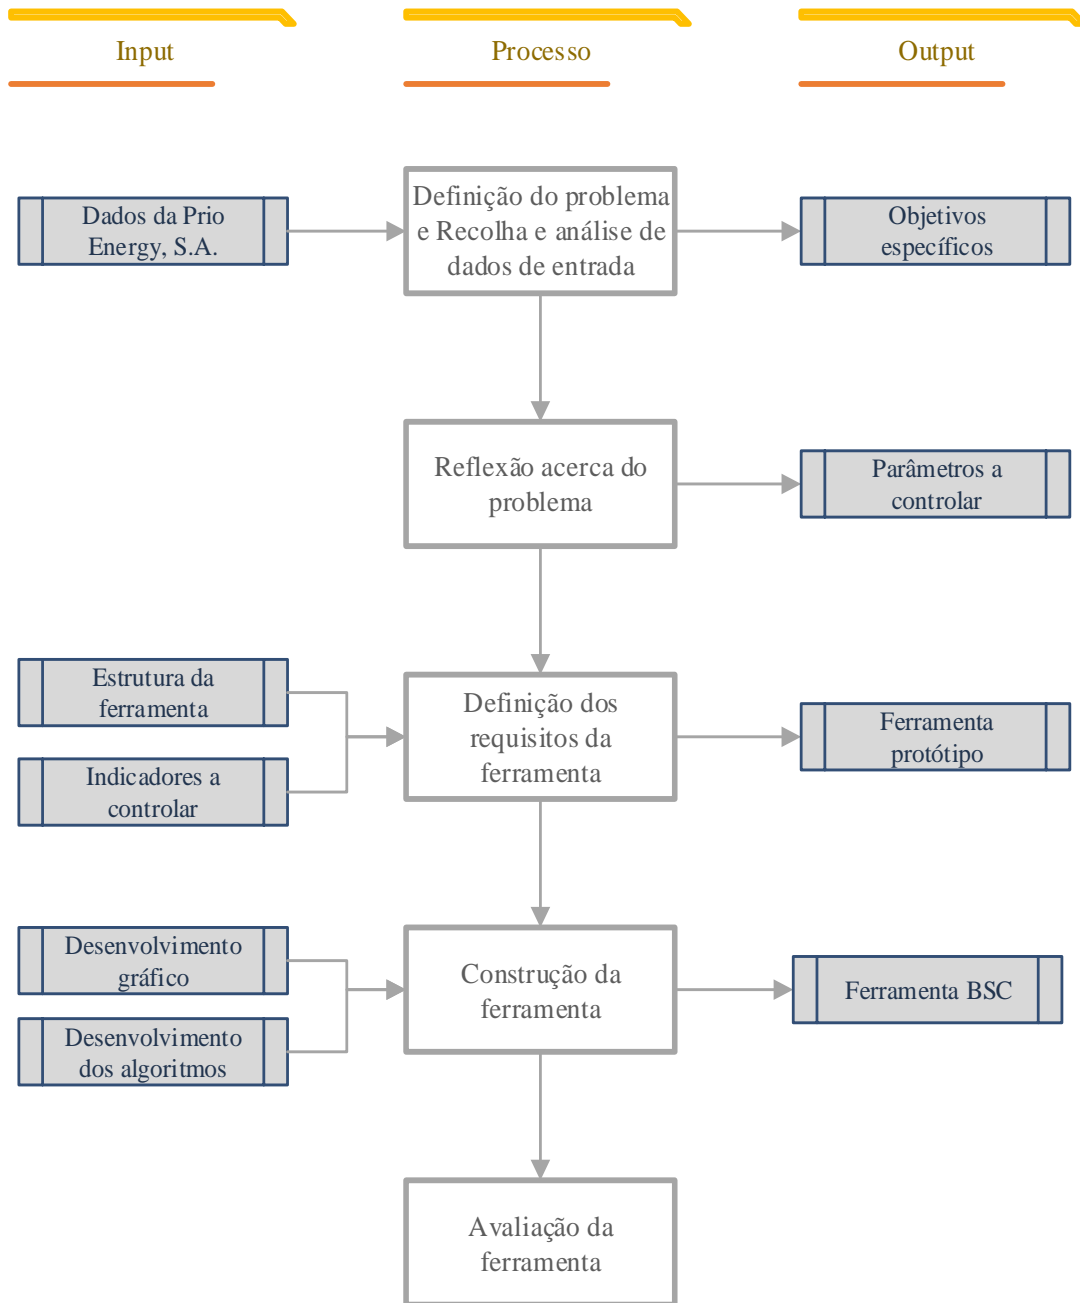 Input
Processo
Output
Dados da Prio
Energy, S.A.
Definição do problema
e Recolha e análise de
dados de entrada
Objetivos
específicos
Reflexão acerca do
problema
Parâmetros a
controlar
Estrutura da
ferramenta
Indicadores a
controlar
Definição dos
requisitos da
ferramenta
Ferramenta
protótipo
Desenvolvimento
gráfico
Desenvolvimento
dos algoritmos
Construção da
ferramenta
Ferramenta BSC
Avaliação da
ferramenta